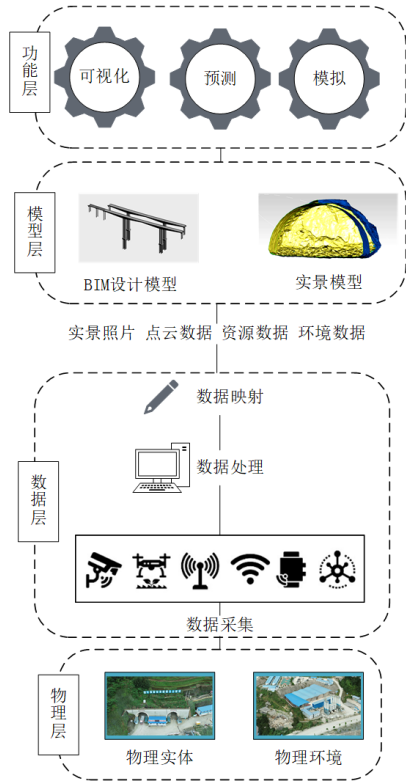 功能层
可视化
预测
模拟
模型层
BIM设计模型
实景模型
实景照片 点云数据 资源数据 环境数据
数据层
数据映射
数据处理
数据采集
物理层
物理实体
物理环境